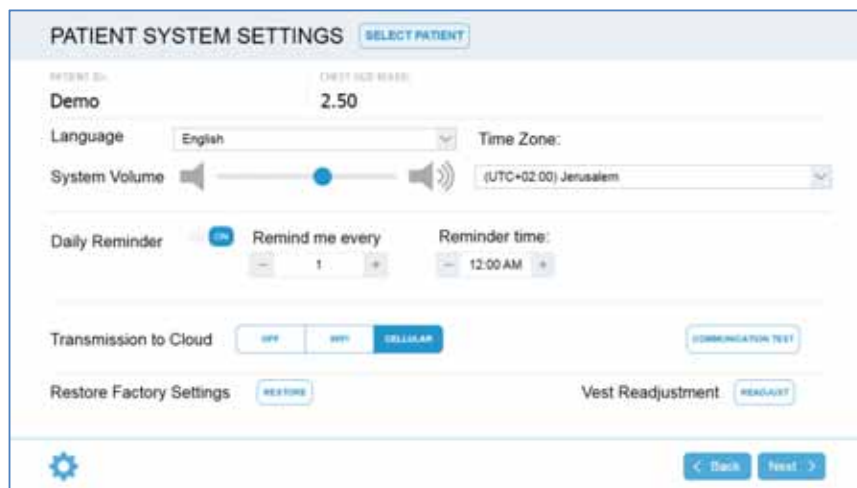 PATIENT SYSTEM SETTINGS SELECT PATIENT
PATIENT ID:
Demo 2.50
Language English Time Zone:
System Volume (UTC+02:00) Jerusalem
Daily Reminder ON Remind me every Reminder time:
− 1 + − 12:00 AM +
Transmission to Cloud OFF WIFI CELLULAR COMMUNICATION TEST
Restore Factory Settings RESTORE Vest Readjustment READJUST
< Back Next >